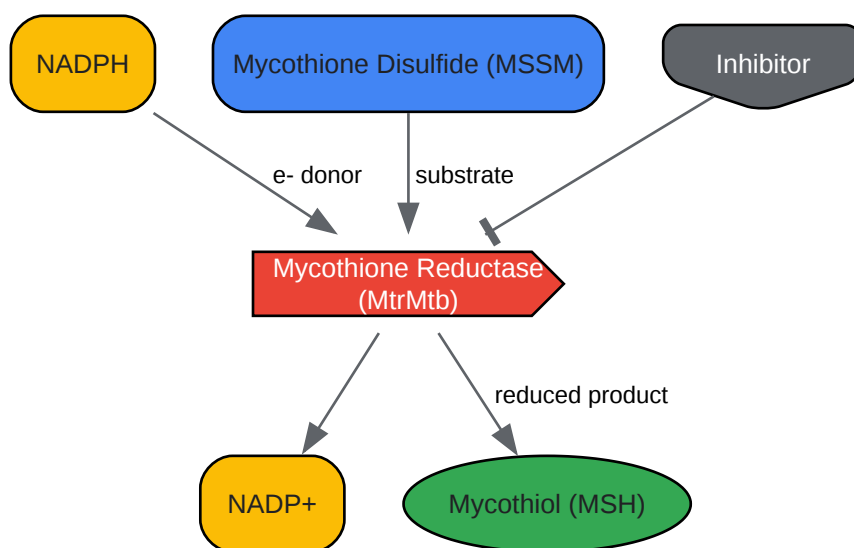 NADPH
Mycothione Disulfide (MSSM)
Inhibitor
e- donor
substrate
Mycothione Reductase
(MtrMtb)
reduced product
NADP+
Mycothiol (MSH)